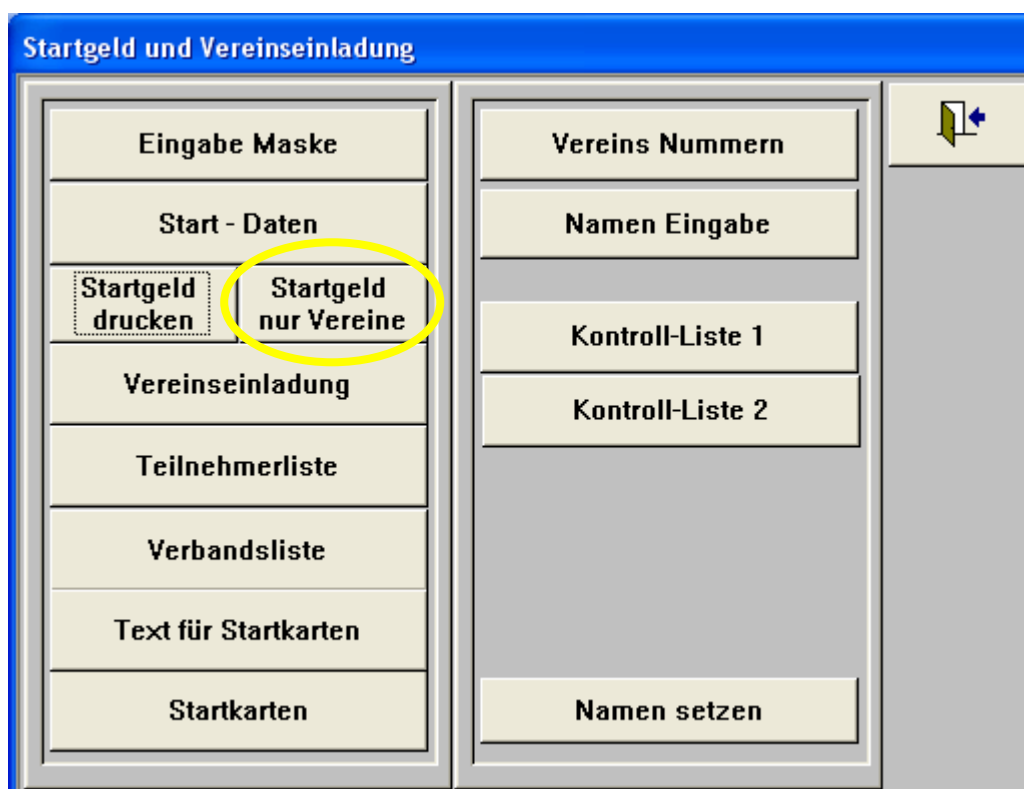 Startgeld und Vereinseinladung
Eingabe Maske
Start - Daten
Startgeld
drucken
Startgeld
nur Vereine
Vereinseinladung
Teilnehmerliste
Verbandsliste
Text für Startkarten
Startkarten
Vereins Nummern
Namen Eingabe
Kontroll-Liste 1
Kontroll-Liste 2
Namen setzen